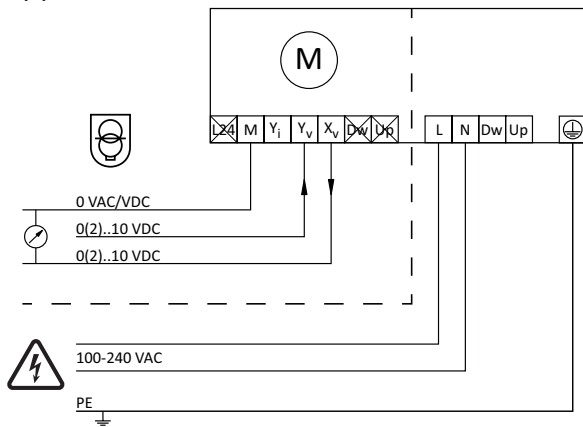 M
L24 M Yi Yv Xv Dw Up L N Dw Up
0 VAC/VDC
0(2)..10 VDC
0(2)..10 VDC
100-240 VAC
PE